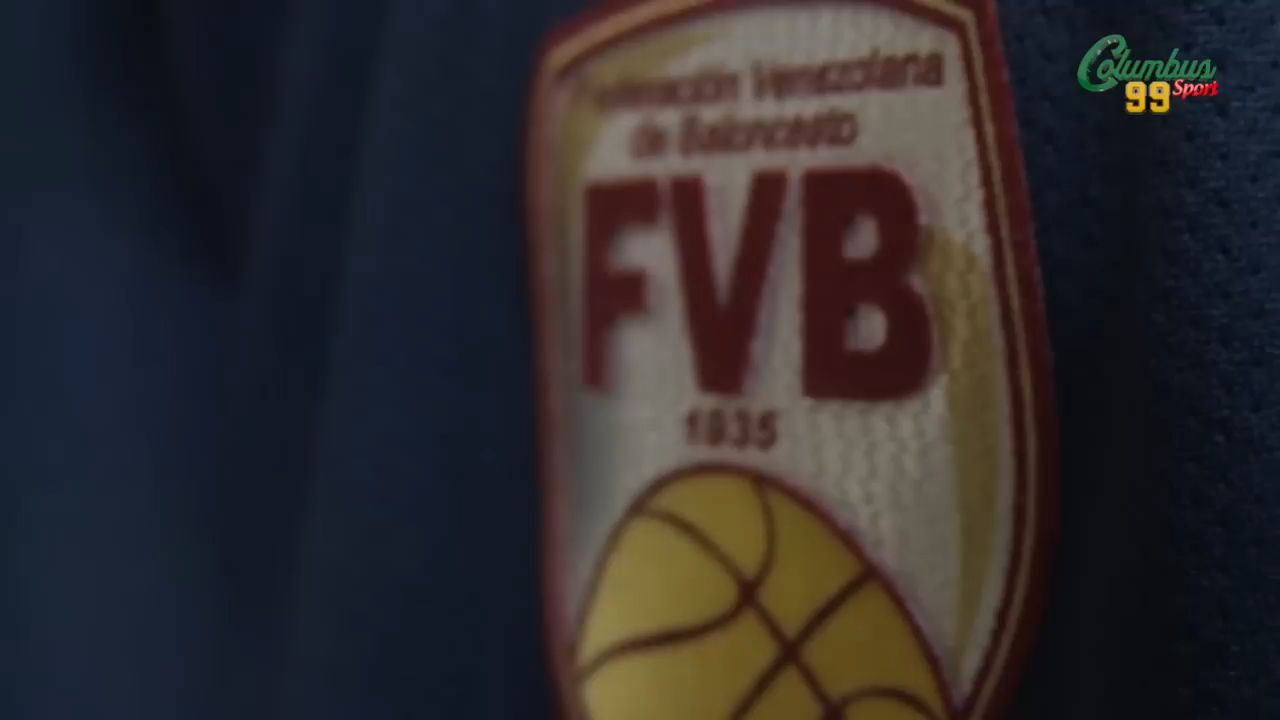 Federación Venezolana
de Baloncesto
FVB
1935
Columbus
99 Sport